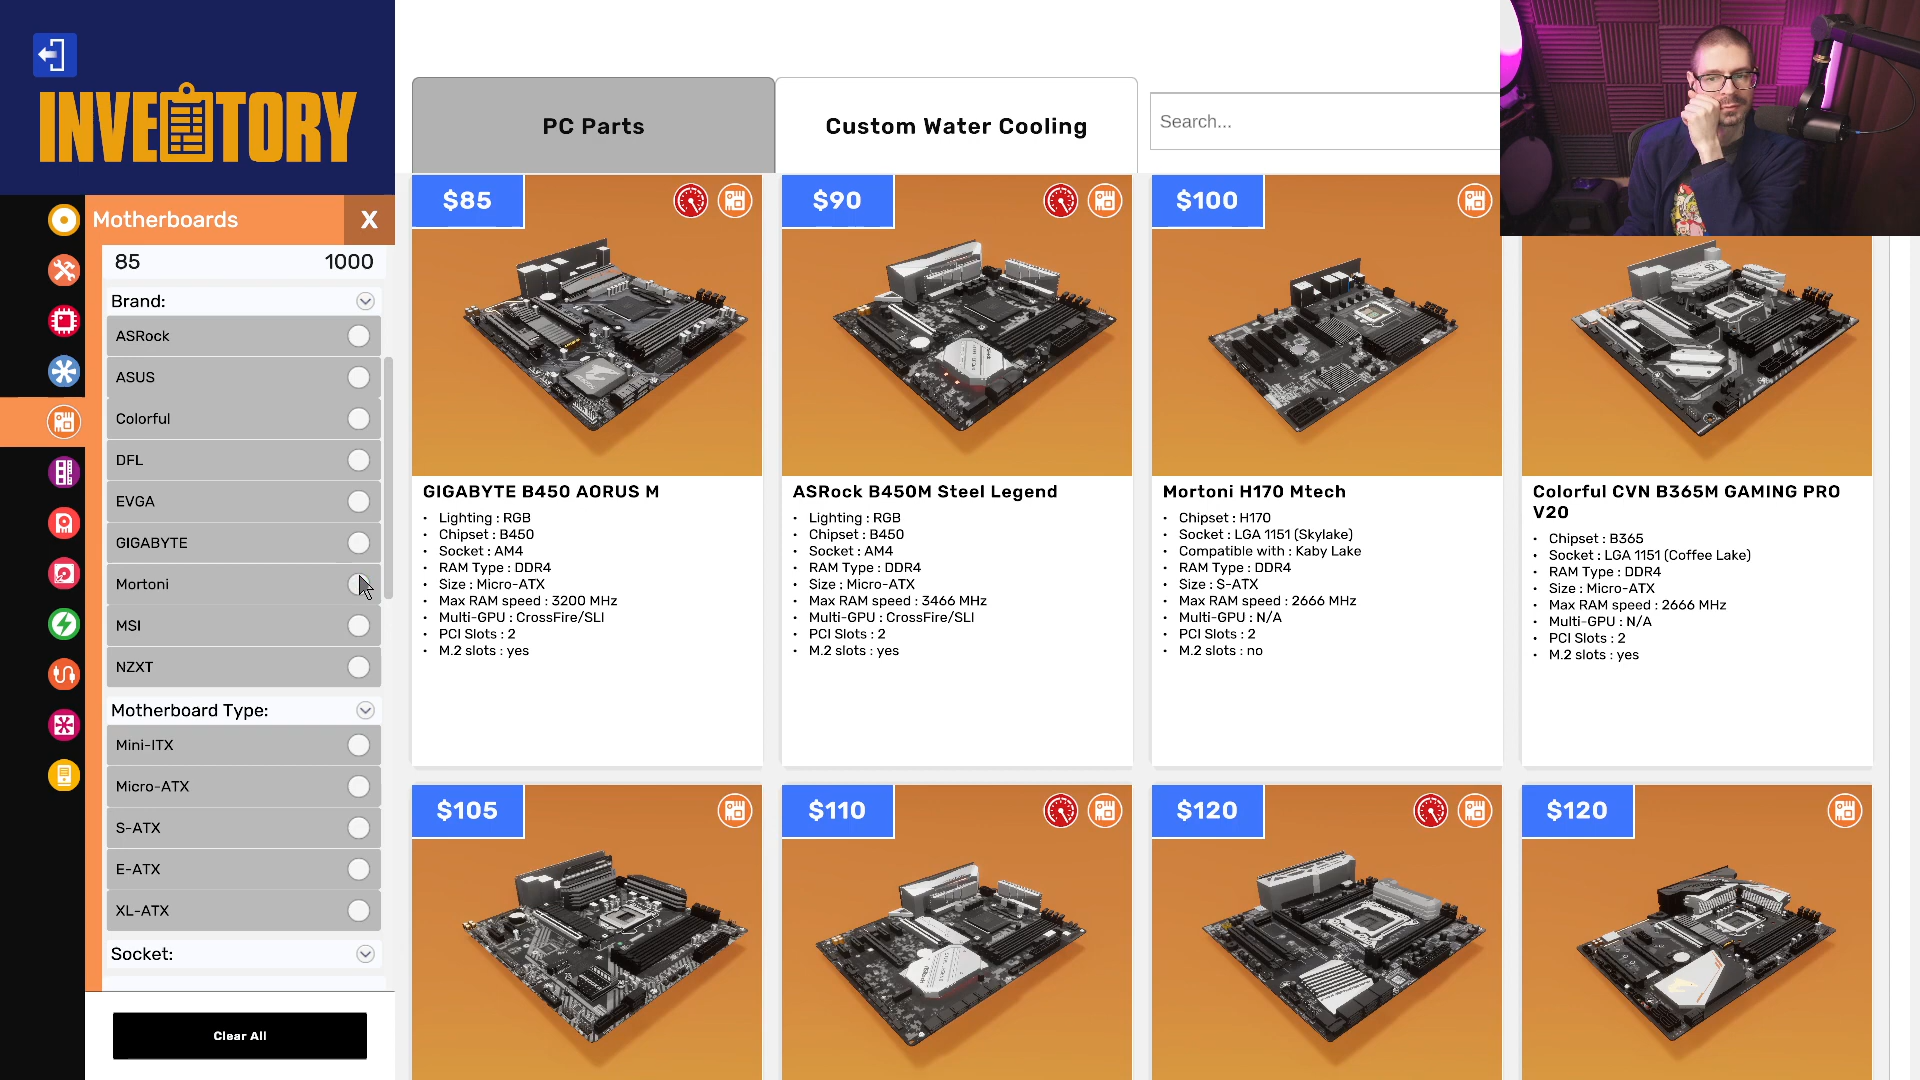 INVENTORY
PC Parts
Custom Water Cooling
Search...
Motherboards
X
85 1000
Brand:
ASRock
ASUS
Colorful
DFL
EVGA
GIGABYTE
Mortoni
MSI
NZXT
Motherboard Type:
Mini-ITX
Micro-ATX
S-ATX
E-ATX
XL-ATX
Socket:
Clear All
$85
GIGABYTE B450 AORUS M
• Lighting : RGB
• Chipset : B450
• Socket : AM4
• RAM Type : DDR4
• Size : Micro-ATX
• Max RAM speed : 3200 MHz
• Multi-GPU : CrossFire/SLI
• PCI Slots : 2
• M.2 slots : yes
$90
ASRock B450M Steel Legend
• Lighting : RGB
• Chipset : B450
• Socket : AM4
• RAM Type : DDR4
• Size : Micro-ATX
• Max RAM speed : 3466 MHz
• Multi-GPU : CrossFire/SLI
• PCI Slots : 2
• M.2 slots : yes
$100
Mortoni H170 Mtech
• Chipset : H170
• Socket : LGA 1151 (Skylake)
• Compatible with : Kaby Lake
• RAM Type : DDR4
• Size : S-ATX
• Max RAM speed : 2666 MHz
• Multi-GPU : N/A
• PCI Slots : 2
• M.2 slots : no
Colorful CVN B365M GAMING PRO
V20
• Chipset : B365
• Socket : LGA 1151 (Coffee Lake)
• RAM Type : DDR4
• Size : Micro-ATX
• Max RAM speed : 2666 MHz
• Multi-GPU : N/A
• PCI Slots : 2
• M.2 slots : yes
$105
$110
$120
$120